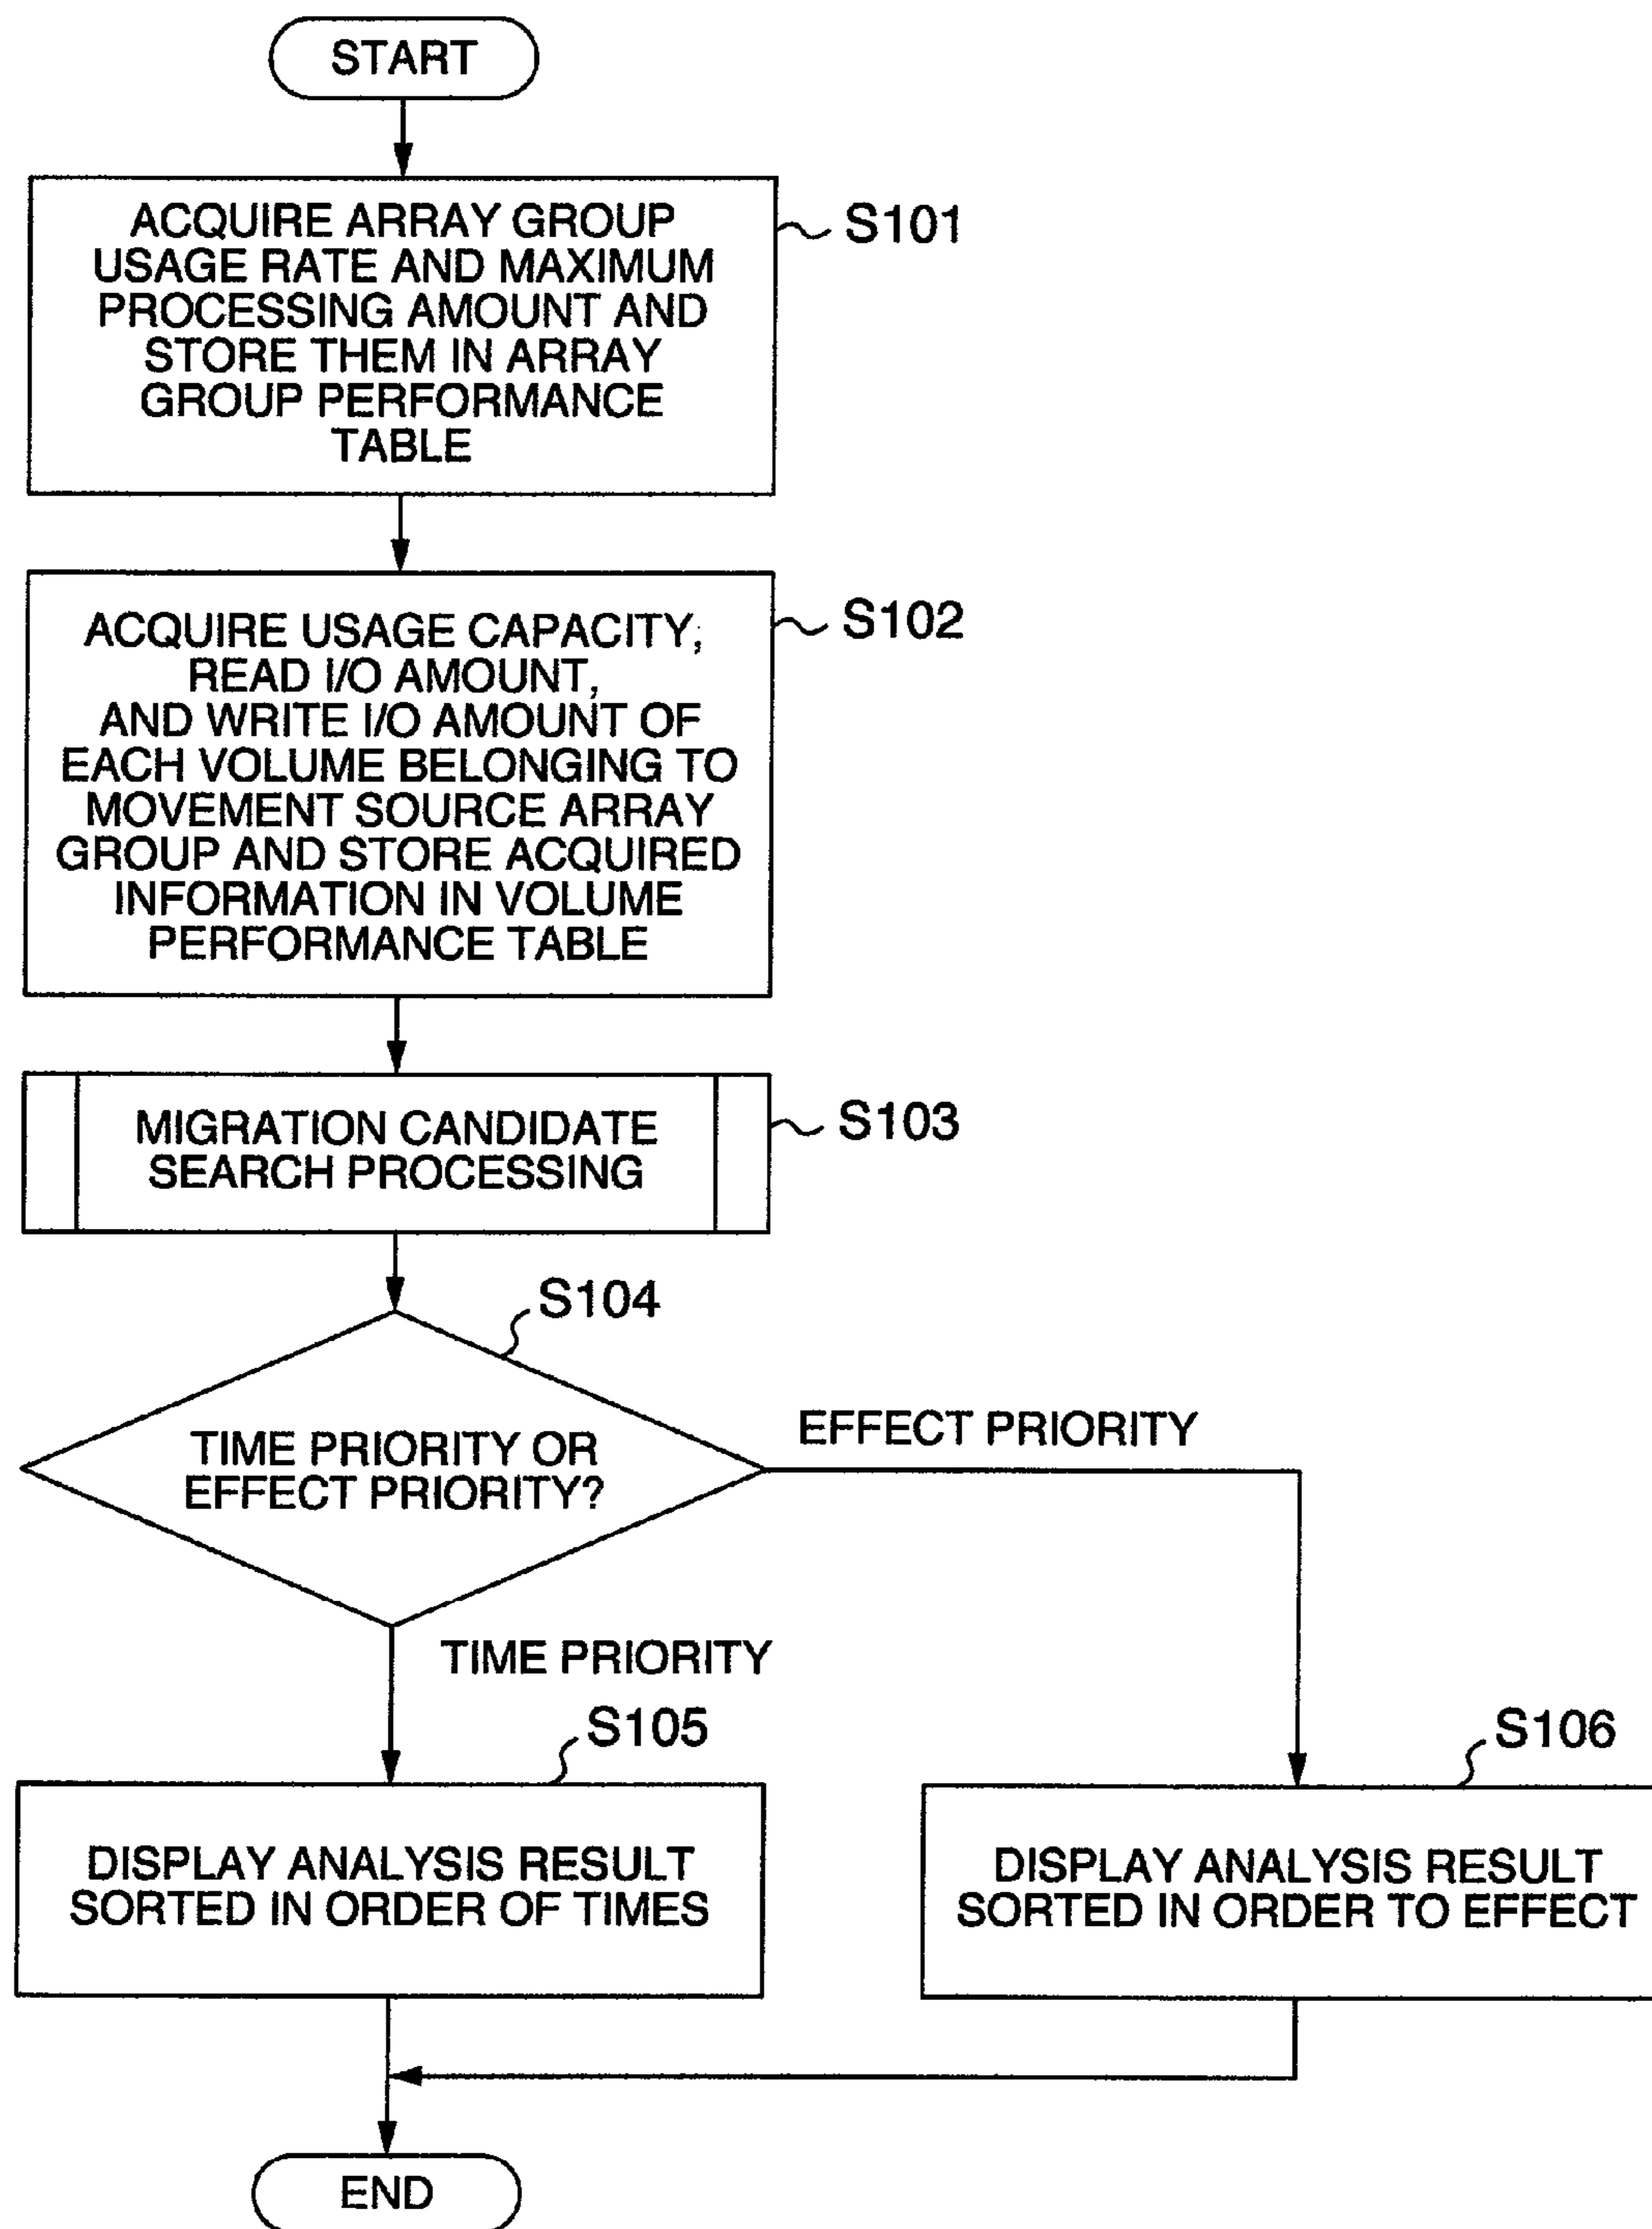 START
ACQUIRE ARRAY GROUP
USAGE RATE AND MAXIMUM
PROCESSING AMOUNT AND
STORE THEM IN ARRAY
GROUP PERFORMANCE
TABLE
S101
ACQUIRE USAGE CAPACITY,
READ I/O AMOUNT,
AND WRITE I/O AMOUNT OF
EACH VOLUME BELONGING TO
MOVEMENT SOURCE ARRAY
GROUP AND STORE ACQUIRED
INFORMATION IN VOLUME
PERFORMANCE TABLE
S102
MIGRATION CANDIDATE
SEARCH PROCESSING
S103
S104
TIME PRIORITY OR
EFFECT PRIORITY?
EFFECT PRIORITY
TIME PRIORITY
S105
DISPLAY ANALYSIS RESULT
SORTED IN ORDER OF TIMES
S106
DISPLAY ANALYSIS RESULT
SORTED IN ORDER TO EFFECT
END